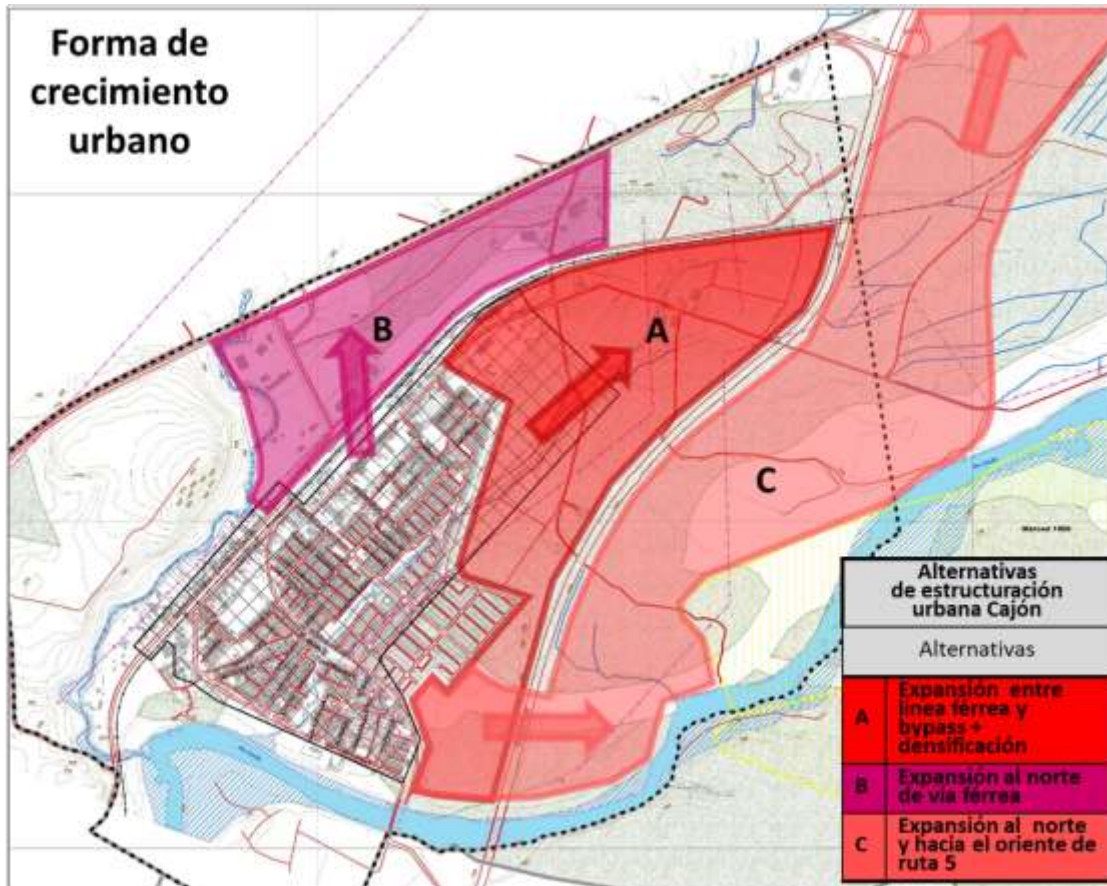 Forma de
crecimiento
urbano
B
A
C
Alternativas
de estructuración
urbana Cajón
Alternativas
A
Expansión entre
línea férrea y
bypass +
densificación
B
Expansión al norte
de vía férrea
C
Expansión al norte
y hacia el oriente de
ruta 5